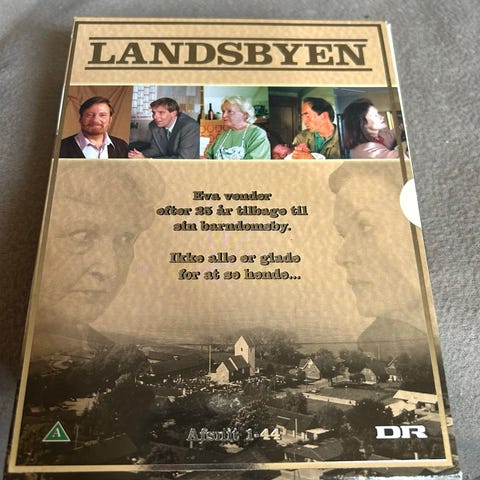 LANDSBYEN
Eva vender
efter 25 år tilbage til
sin barndomsby.
Ikke alle er glade
for at se hende...
A
Afsnit 1-44
DR